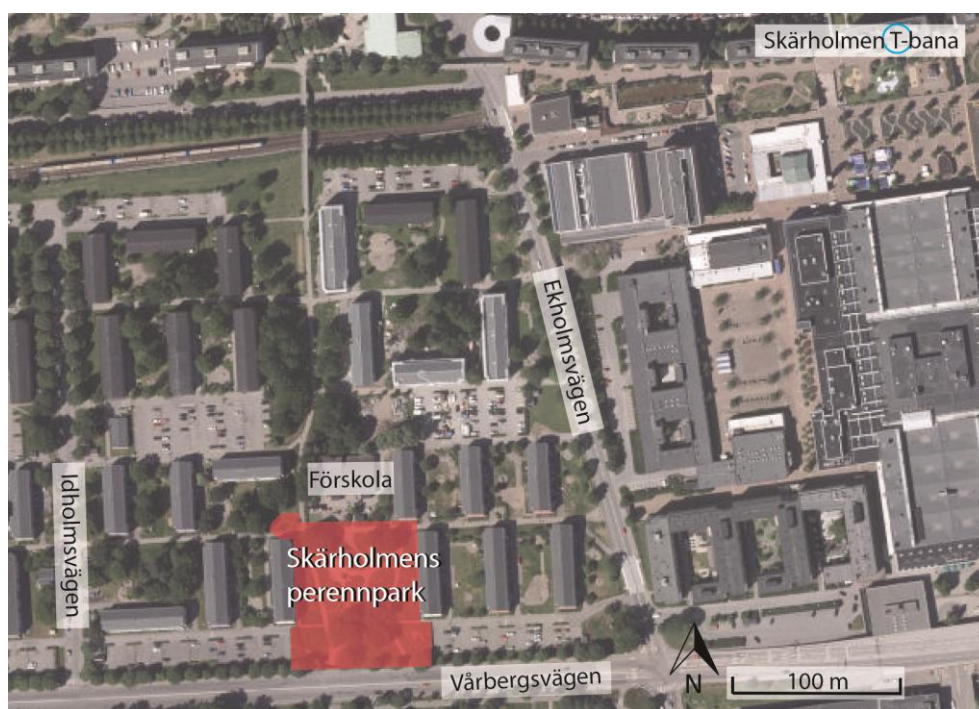 Skärholmen T-bana
Ekholmsvägen
Förskola
Idholmsvägen
Skärholmens
perennpark
Vårbergsvägen
N
100 m